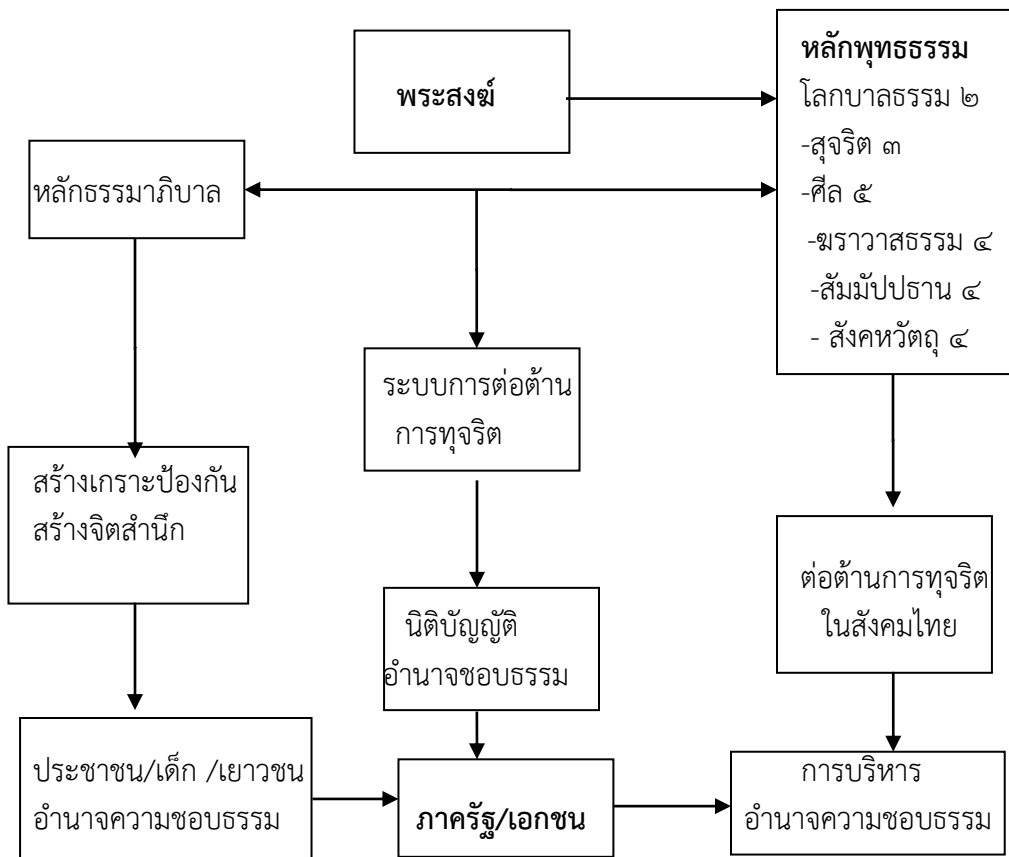 พระสงฆ์
หลักพุทธธรรม
โลกบาลธรรม ๒
-สุจริต ๓
-ศีล ๕
-ฆราวาสธรรม ๔
-สัมมัปปธาน ๔
- สังคหวัตถุ ๔
หลักธรรมาภิบาล
ระบบการต่อต้าน
การทุจริต
สร้างเกราะป้องกัน
สร้างจิตสำนึก
ต่อต้านการทุจริต
ในสังคมไทย
นิติบัญญัติ
อำนาจชอบธรรม
ประชาชน/เด็ก /เยาวชน
อำนาจความชอบธรรม
ภาครัฐ/เอกชน
การบริหาร
อำนาจความชอบธรรม